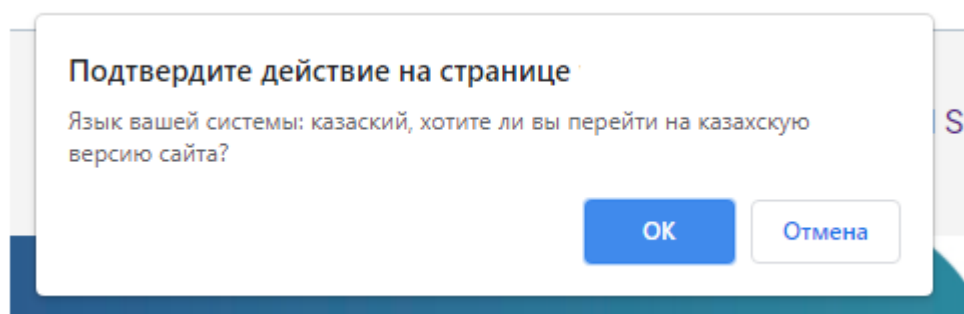 Подтвердите действие на странице
Язык вашей системы: казаский, хотите ли вы перейти на казахскую
версию сайта?
S
ОК
Отмена